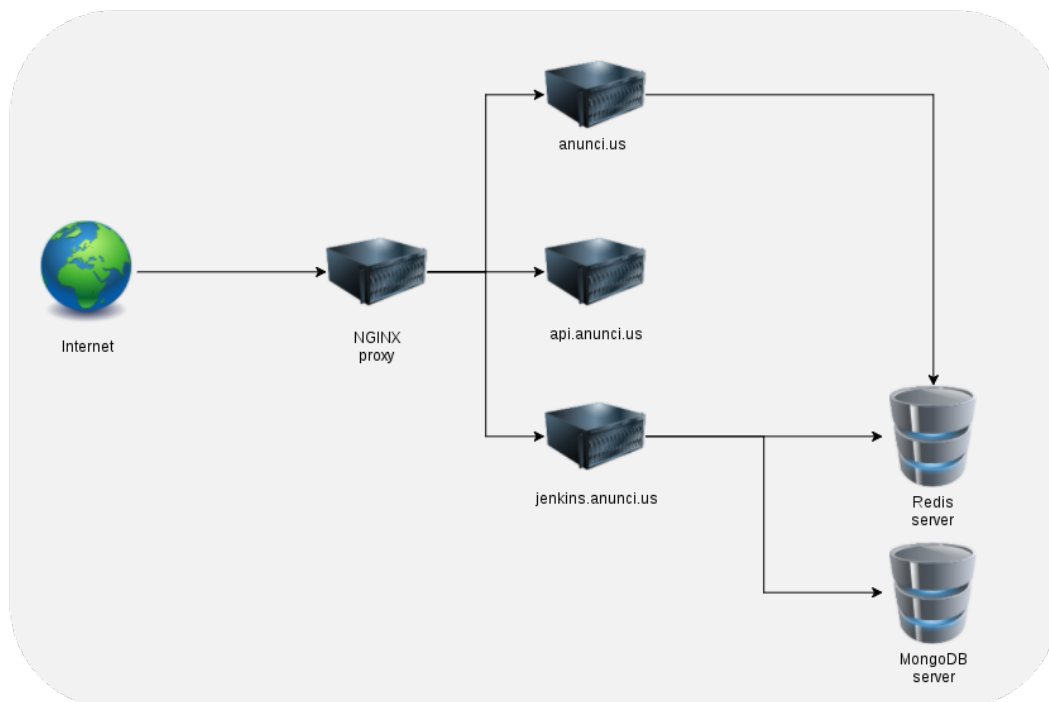 anunci.us
Internet
NGINX
proxy
api.anunci.us
jenkins.anunci.us
Redis
server
MongoDB
server